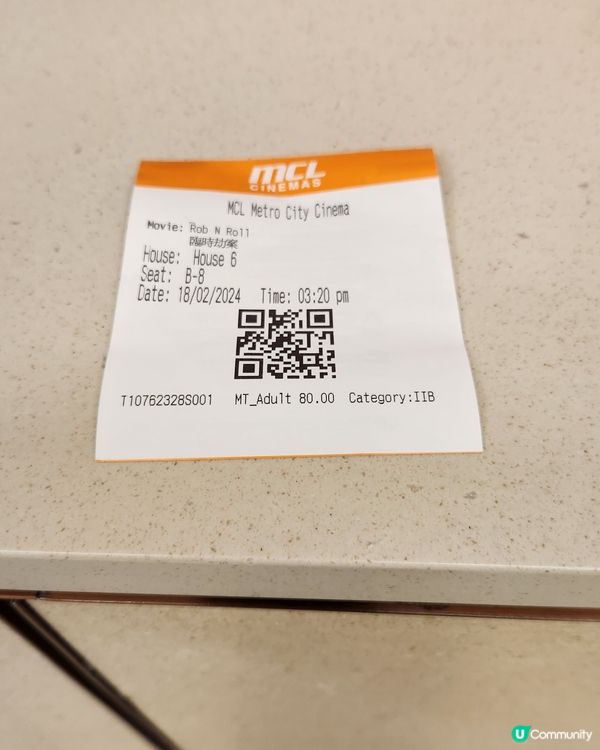 MCL
CINEMAS
MCL Metro City Cinema
Movie: Rob N Roll
臨時劫案
House: House 6
Seat: B-8
Date: 18/02/2024 Time: 03:20 pm
T10762328S001 MT_Adult 80.00 Category:IIB
U Community